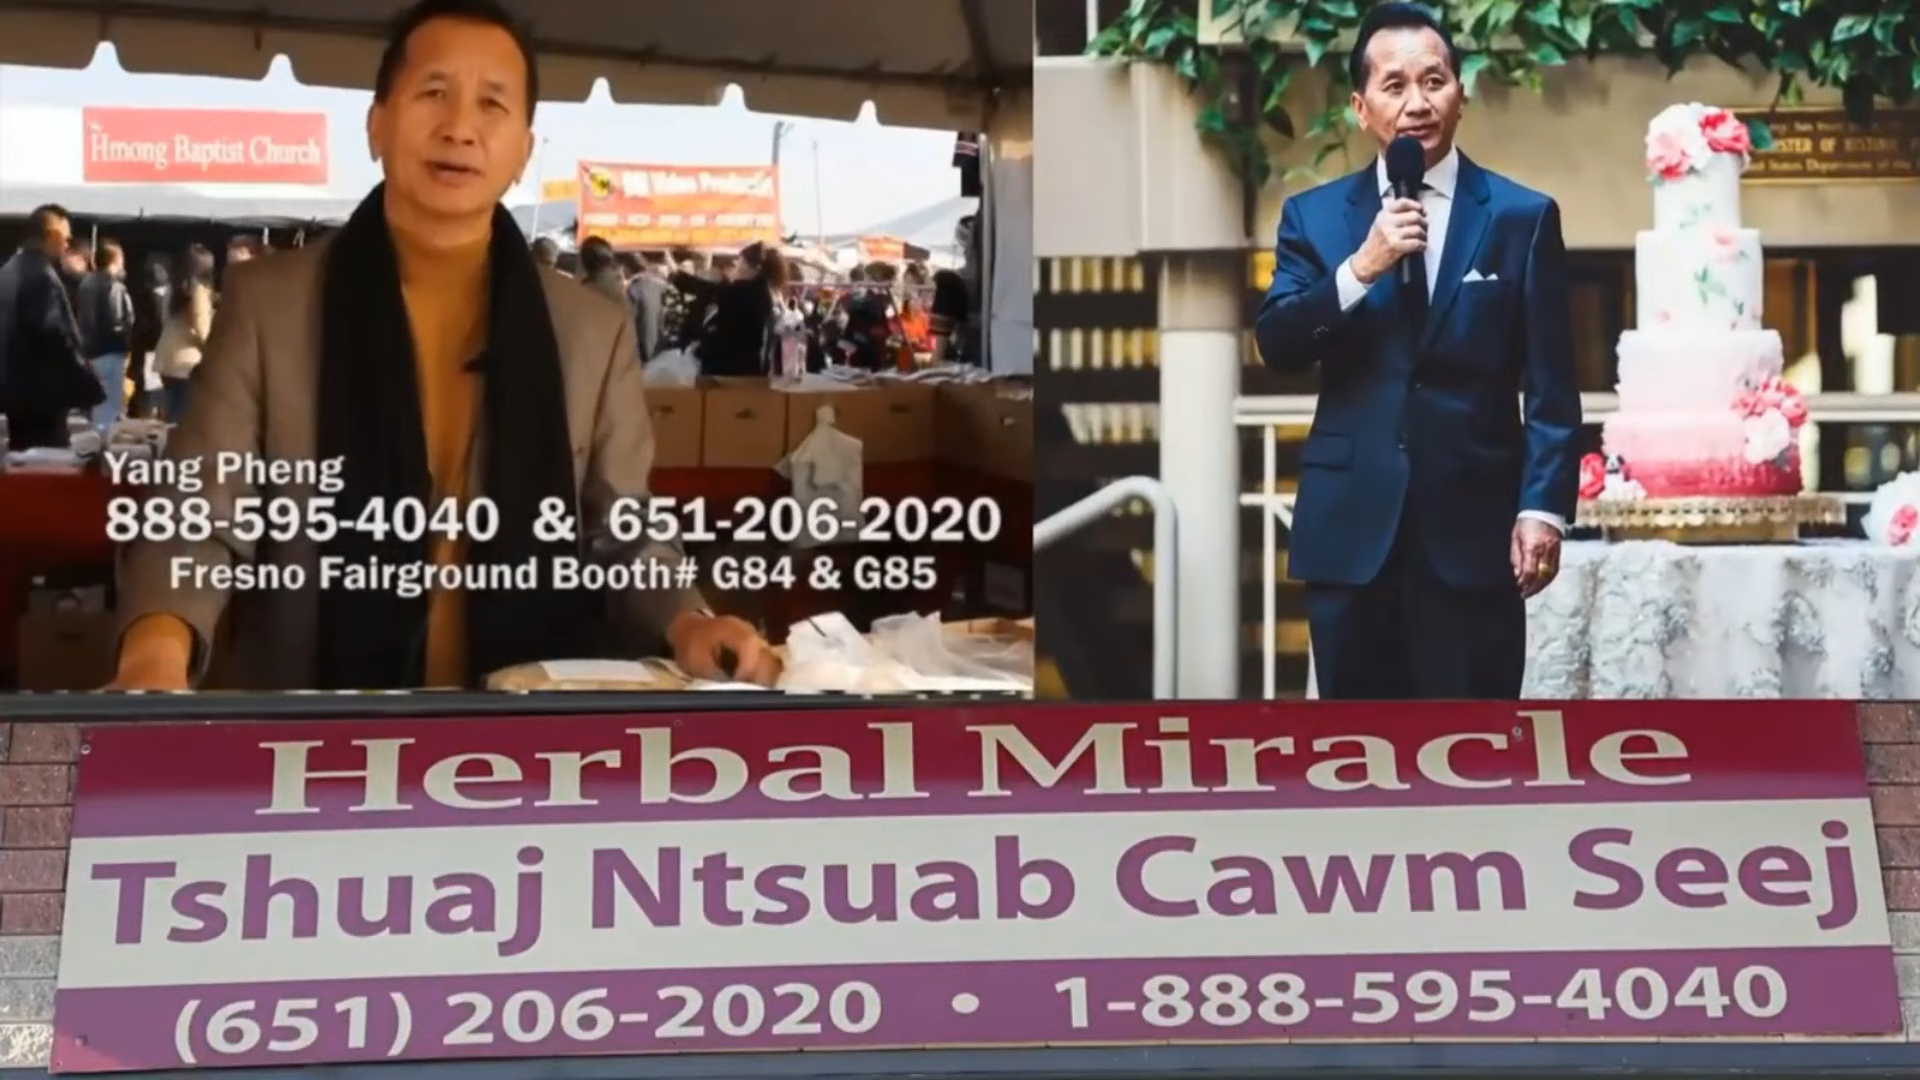 Hmong Baptist Church
Yang Pheng
888-595-4040 & 651-206-2020
Fresno Fairground Booth# G84 & G85
Herbal Miracle
Tshuaj Ntsuab Cawm Seej
(651) 206-2020 • 1-888-595-4040